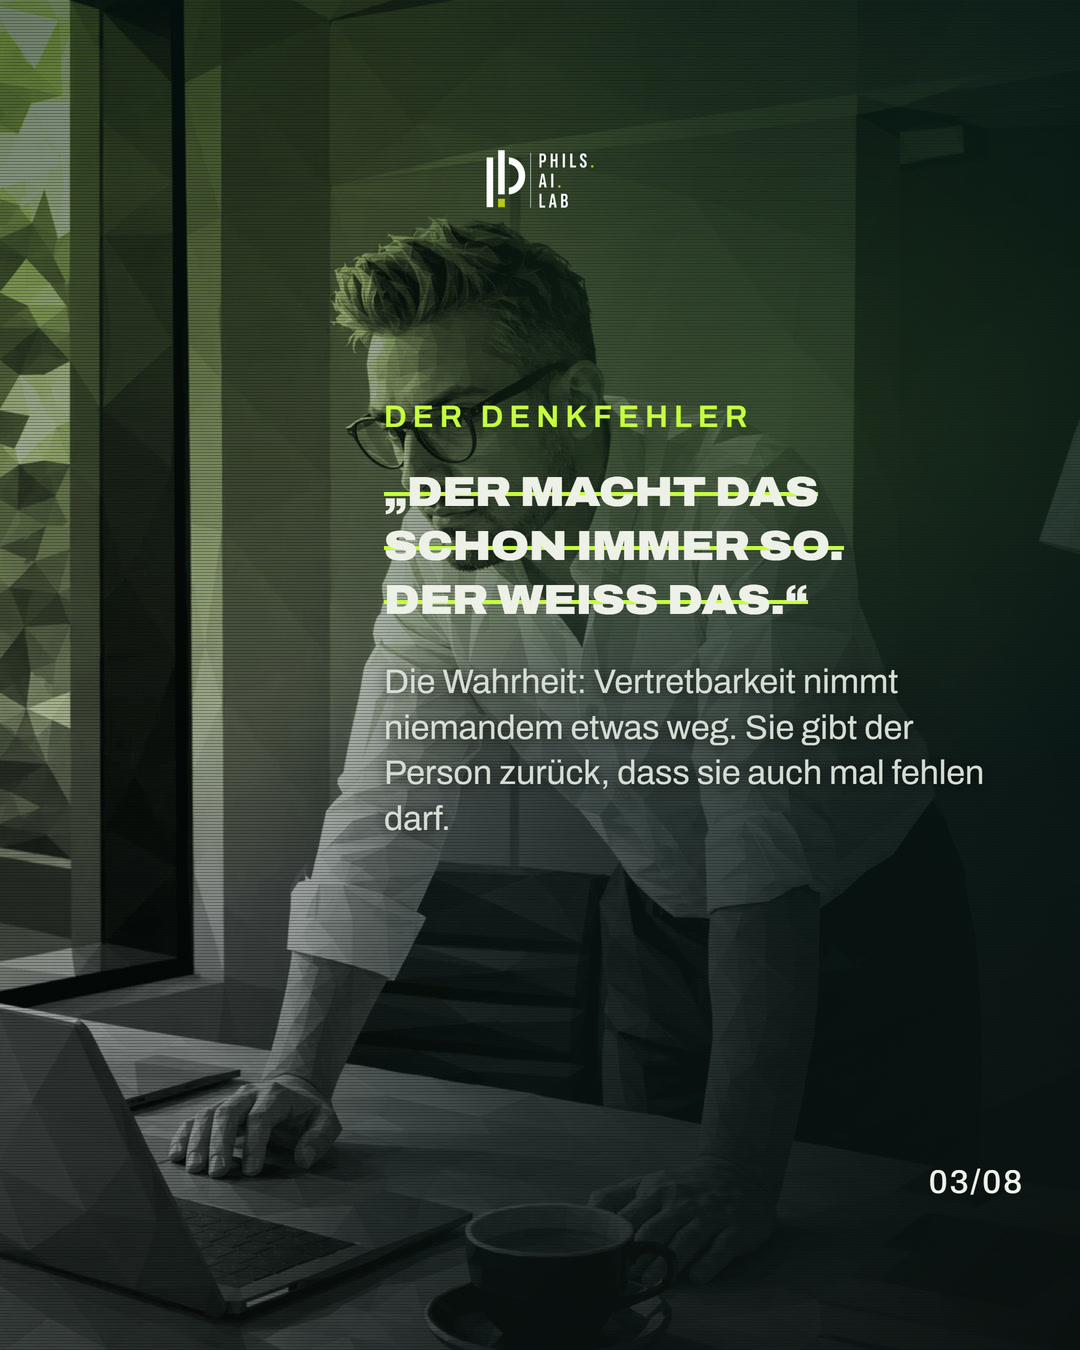 PHILS.
AI.
LAB
DER DENKFEHLER
„DER MACHT DAS
SCHON IMMER SO.
DER WEISS DAS.“
Die Wahrheit: Vertretbarkeit nimmt
niemandem etwas weg. Sie gibt der
Person zurück, dass sie auch mal fehlen
darf.
03/08